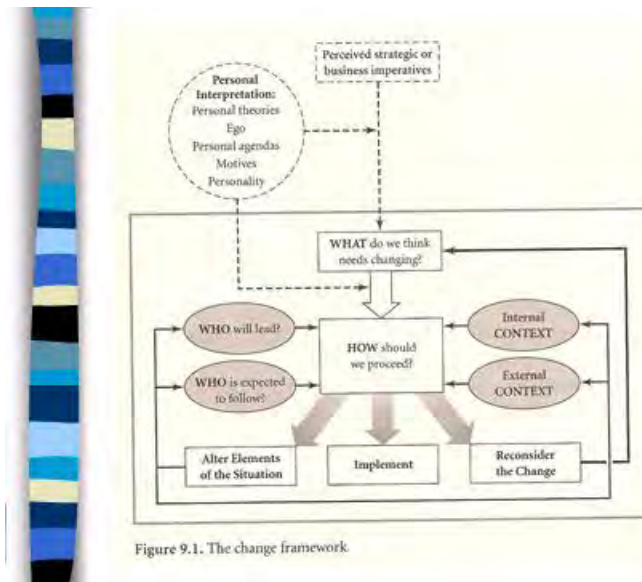 Perceived strategic or
business imperatives
Personal
Interpretation:
Personal theories
Ego
Personal agendas
Motives
Personality
WHAT do we think
needs changing?
WHO will lead?
HOW should
we proceed?
Internal
CONTEXT
WHO is expected
to follow?
External
CONTEXT
Alter Elements
of the Situation
Implement
Reconsider
the Change
Figure 9.1. The change framework